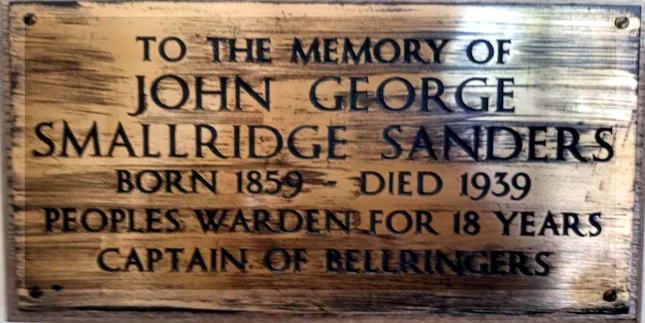 TO THE MEMORY OF
JOHN GEORGE
SMALLRIDGE SANDERS
BORN 1859 - DIED 1939
PEOPLES WARDEN FOR 18 YEARS
CAPTAIN OF BELLRINGERS